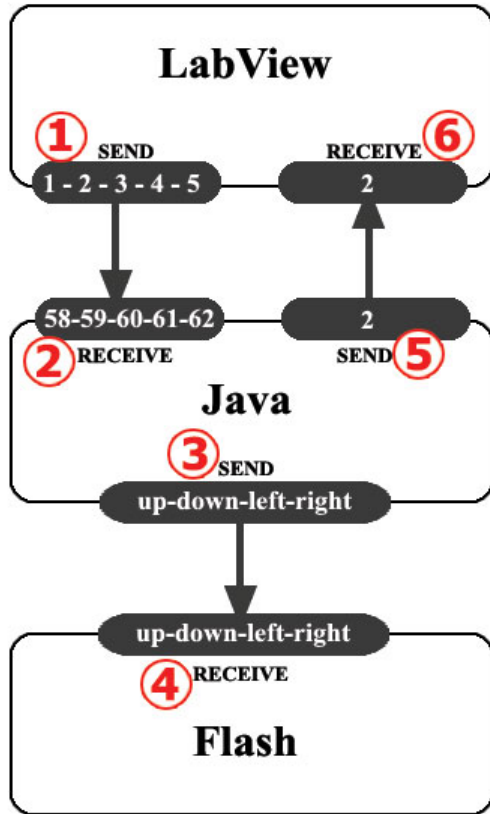 LabView
① SEND
RECEIVE ⑥
1 - 2 - 3 - 4 - 5
2
58-59-60-61-62
2
② RECEIVE
SEND ⑤
Java
③ SEND
up-down-left-right
up-down-left-right
④ RECEIVE
Flash